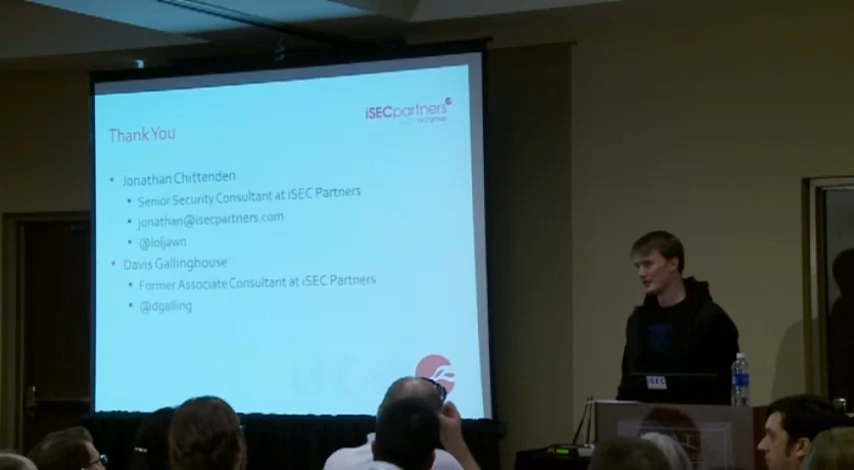 iSECpartners
Thank You
Jonathan Chittenden
Senior Security Consultant at iSEC Partners
jonathan@isecpartners.com
@loljawn
Davis Gallinghouse
Former Associate Consultant at iSEC Partners
@dgalling
iSEC